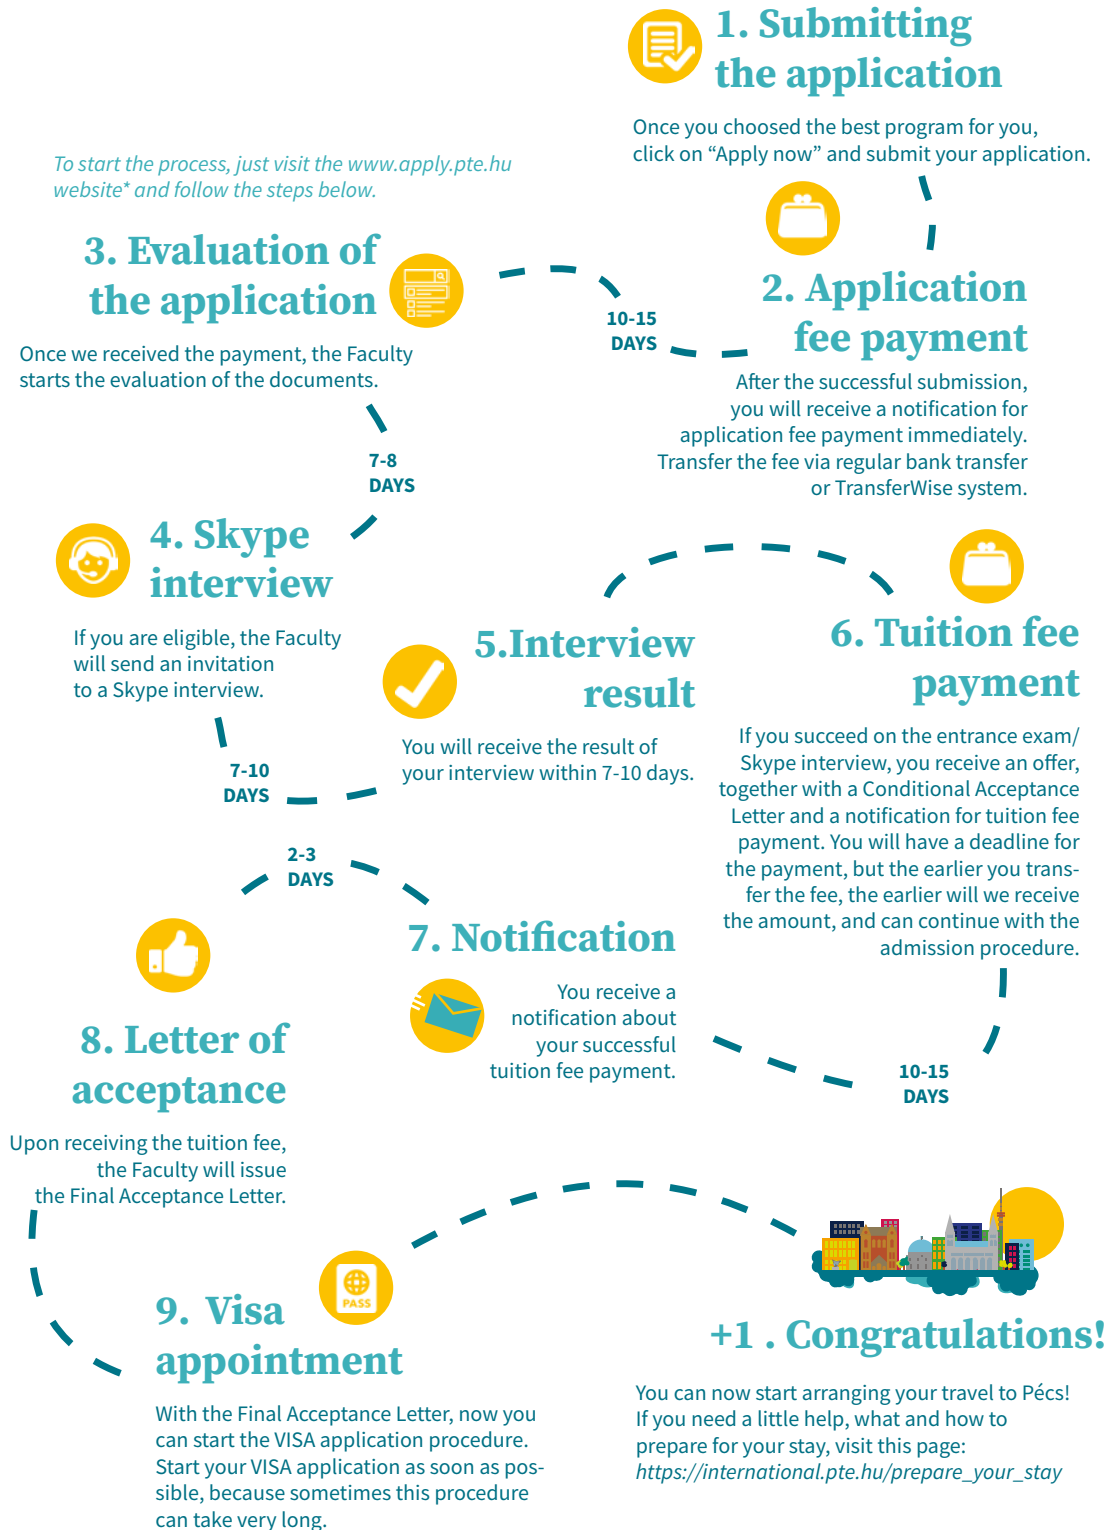 1. Submitting
the application
Once you choosed the best program for you,
click on “Apply now” and submit your application.
To start the process, just visit the www.apply.pte.hu
website* and follow the steps below.
2. Application
fee payment
After the successful submission,
you will receive a notification for
application fee payment immediately.
Transfer the fee via regular bank transfer
or TransferWise system.
10-15
DAYS
3. Evaluation of
the application
Once we received the payment, the Faculty
starts the evaluation of the documents.
7-8
DAYS
4. Skype
interview
If you are eligible, the Faculty
will send an invitation
to a Skype interview.
7-10
DAYS
5.Interview
result
You will receive the result of
your interview within 7-10 days.
6. Tuition fee
payment
If you succeed on the entrance exam/
Skype interview, you receive an offer,
together with a Conditional Acceptance
Letter and a notification for tuition fee
payment. You will have a deadline for
the payment, but the earlier you trans-
fer the fee, the earlier will we receive
the amount, and can continue with the
admission procedure.
10-15
DAYS
7. Notification
You receive a
notification about
your successful
tuition fee payment.
2-3
DAYS
8. Letter of
acceptance
Upon receiving the tuition fee,
the Faculty will issue
the Final Acceptance Letter.
PASS
9. Visa
appointment
With the Final Acceptance Letter, now you
can start the VISA application procedure.
Start your VISA application as soon as pos-
sible, because sometimes this procedure
can take very long.
+1 . Congratulations!
You can now start arranging your travel to Pécs!
If you need a little help, what and how to
prepare for your stay, visit this page:
https://international.pte.hu/prepare_your_stay